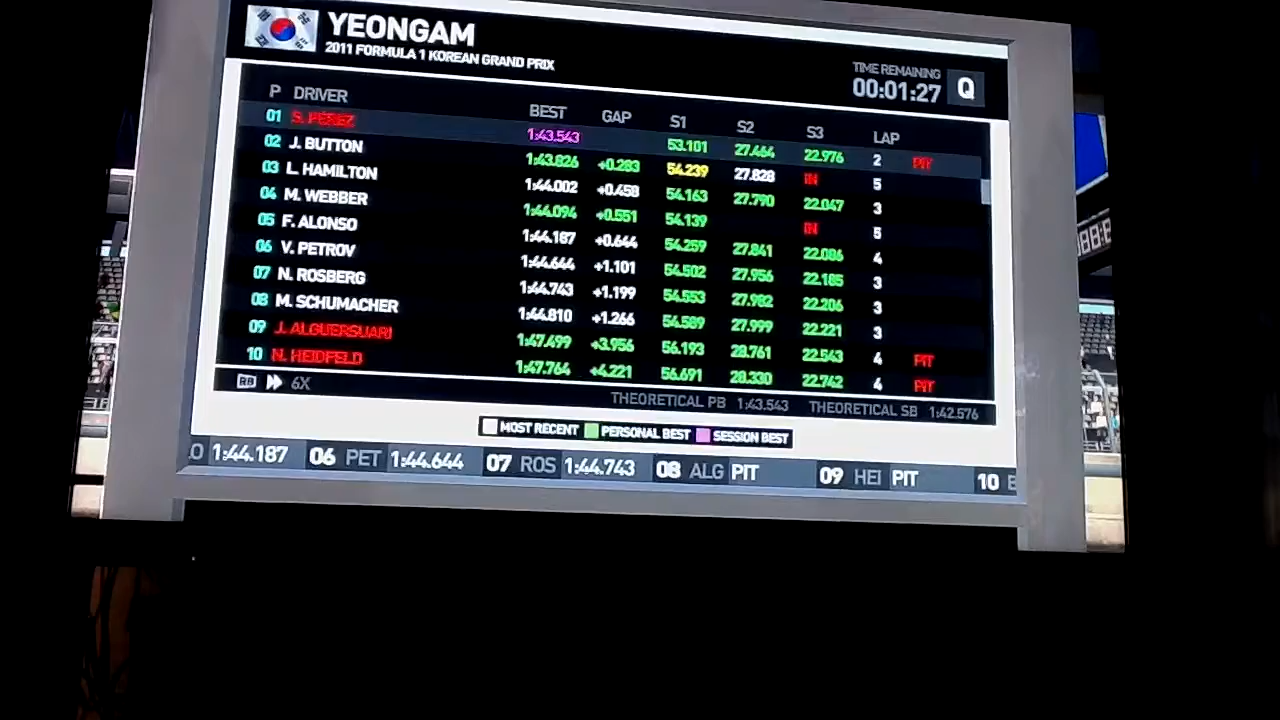 YEONGAM
2011 FORMULA 1 KOREAN GRAND PRIX
TIME REMAINING
00:01:27 Q
P DRIVER BEST GAP S1 S2 S3 LAP
01 S. PEREZ 1:43.543 53.101 27.464 22.976 2 PIT
02 J. BUTTON 1:43.826 +0.283 54.239 27.828 IN 5
03 L. HAMILTON 1:44.002 +0.458 54.163 27.790 22.047 3
04 M. WEBBER 1:44.094 +0.551 54.139 IN 5
05 F. ALONSO 1:44.187 +0.644 54.259 27.841 22.086 4
06 V. PETROV 1:44.644 +1.101 54.502 27.956 22.185 3
07 N. ROSBERG 1:44.743 +1.199 54.553 27.982 22.206 3
08 M. SCHUMACHER 1:44.810 +1.266 54.589 27.999 22.221 3
09 J. ALGUERSUARI 1:47.499 +3.956 56.193 28.761 22.543 4 PIT
10 N. HEIDFELD 1:47.764 +4.221 56.691 28.330 22.742 4 PIT
RB 6X THEORETICAL PB 1:43.543 THEORETICAL SB 1:42.576
MOST RECENT PERSONAL BEST SESSION BEST
1:44.187 06 PET 1:44.644 07 ROS 1:44.743 08 ALG PIT 09 HEI PIT 10